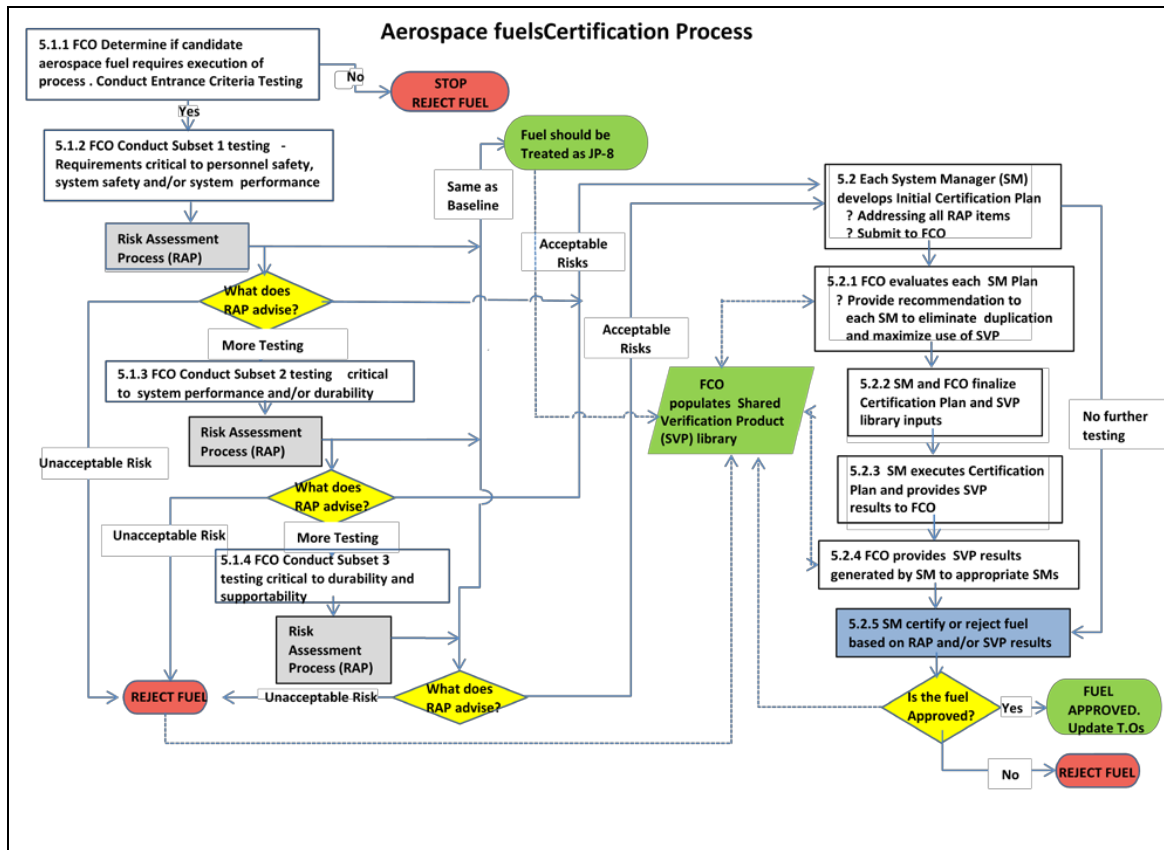 Aerospace fuelsCertification Process
5.1.1 FCO Determine if candidate
aerospace fuel requires execution of
process . Conduct Entrance Criteria Testing
No
STOP
REJECT FUEL
Yes
5.1.2 FCO Conduct Subset 1 testing -
Requirements critical to personnel safety,
system safety and/or system performance
Fuel should be
Treated as JP-8
Same as
Baseline
Risk Assessment
Process (RAP)
What does
RAP advise?
Acceptable
Risks
More Testing
5.1.3 FCO Conduct Subset 2 testing critical
to system performance and/or durability
Risk Assessment
Process (RAP)
Unacceptable Risk
What does
RAP advise?
Acceptable
Risks
Unacceptable Risk
More Testing
5.1.4 FCO Conduct Subset 3
testing critical to durability and
supportability
Risk
Assessment
Process (RAP)
What does
RAP advise?
Unacceptable Risk
REJECT FUEL
FCO
populates Shared
Verification Product
(SVP) library
5.2 Each System Manager (SM)
develops Initial Certification Plan
? Addressing all RAP items
? Submit to FCO
5.2.1 FCO evaluates each SM Plan
? Provide recommendation to
each SM to eliminate duplication
and maximize use of SVP
5.2.2 SM and FCO finalize
Certification Plan and SVP
library inputs
No further
testing
5.2.3 SM executes Certification
Plan and provides SVP
results to FCO
5.2.4 FCO provides SVP results
generated by SM to appropriate SMs
5.2.5 SM certify or reject fuel
based on RAP and/or SVP results
Is the fuel
Approved?
Yes
FUEL
APPROVED.
Update T.Os
No
REJECT FUEL